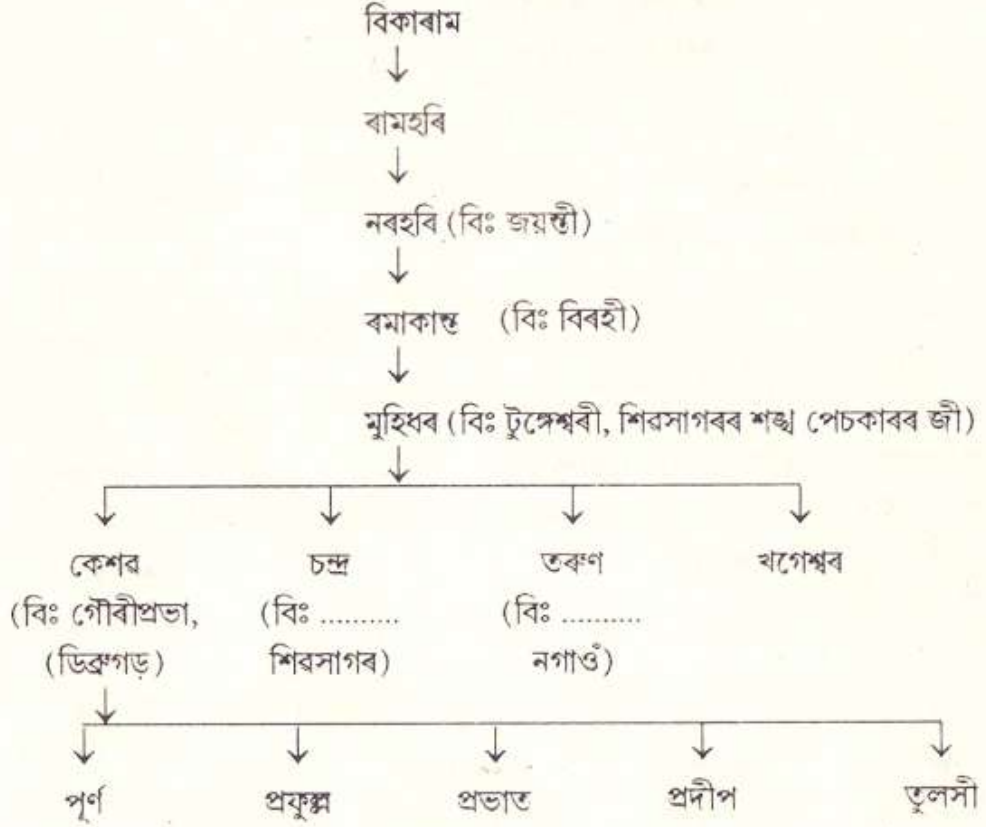 বিকাৰাম
ৰামহৰি
নৰহৰি (বিঃ জয়ন্তী)
ৰমাকান্ত (বিঃ বিৰহী)
মুহিধৰ (বিঃ টুঙ্গেশ্বৰী, শিৱসাগৰৰ শঙ্খ পেচকাৰৰ জী)
কেশৱ চন্দ্ৰ তৰুণ খগেশ্বৰ
(বিঃ গৌৰীপ্ৰভা, (বিঃ .......... (বিঃ ..........
(ডিব্ৰুগড়) শিৱসাগৰ) নগাওঁ)
পূৰ্ণ প্ৰফুল্ল প্ৰভাত প্ৰদীপ তুলসী